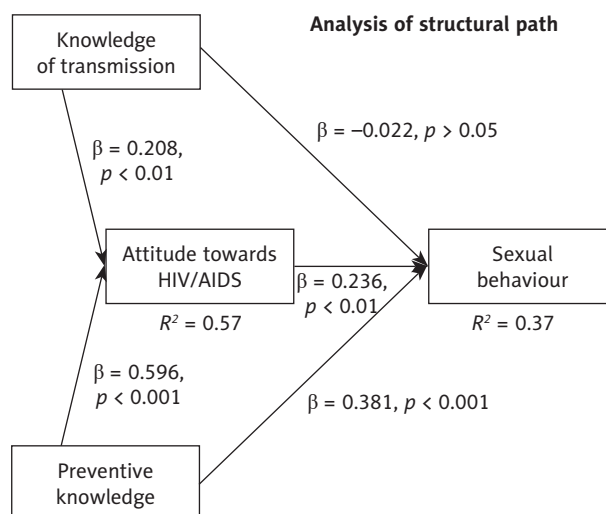 Analysis of structural path
Knowledge
of transmission
β = –0.022, p > 0.05
β = 0.208,
p < 0.01
Attitude towards
HIV/AIDS
R² = 0.57
β = 0.236,
p < 0.01
Sexual
behaviour
R² = 0.37
β = 0.596,
p < 0.001
β = 0.381, p < 0.001
Preventive
knowledge